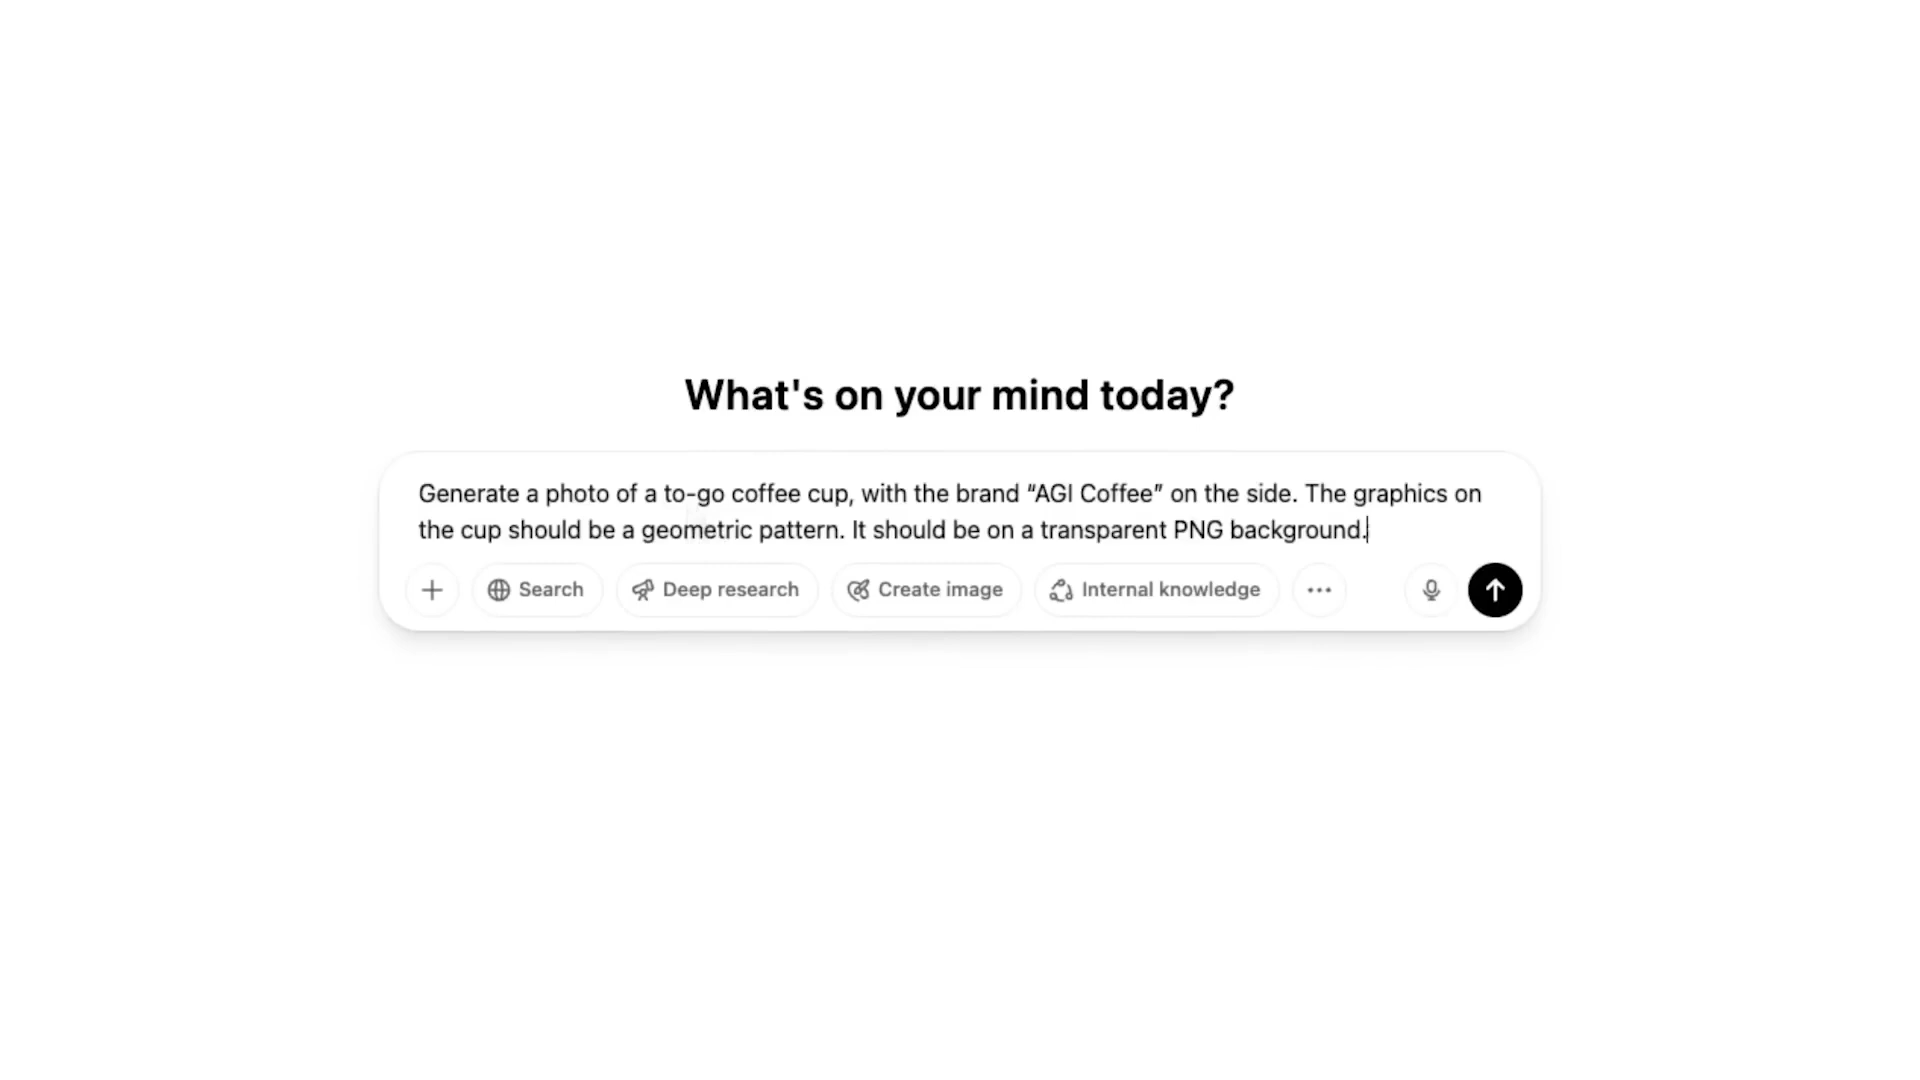 What's on your mind today?
Generate a photo of a to-go coffee cup, with the brand “AGI Coffee” on the side. The graphics on
the cup should be a geometric pattern. It should be on a transparent PNG background.
Search Deep research Create image Internal knowledge